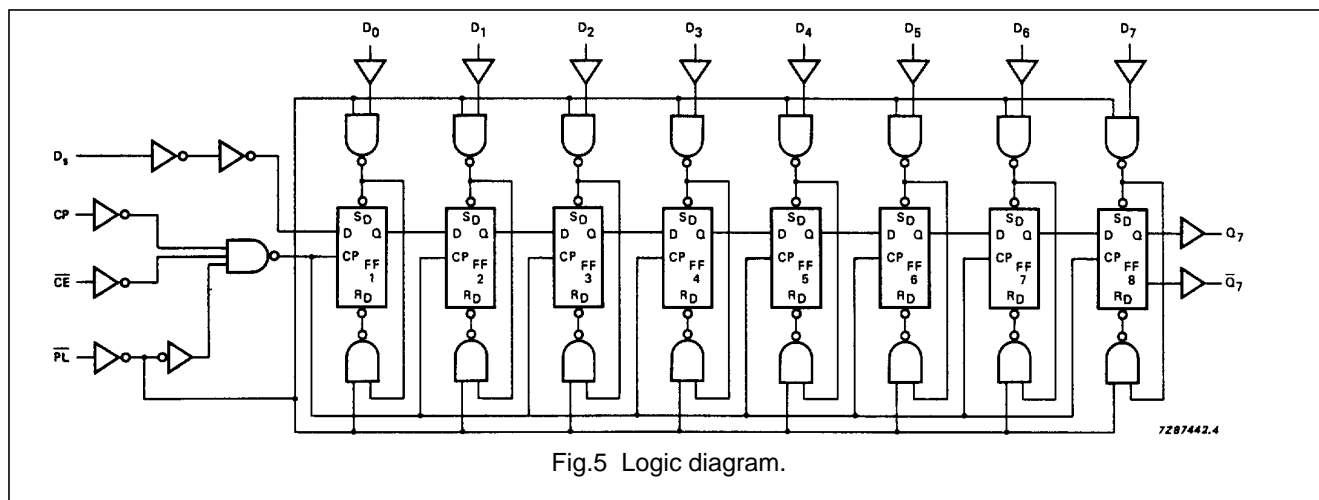 D0 D1 D2 D3 D4 D5 D6 D7
Ds
CP
C̅E̅
P̅L̅
SD SD SD SD SD SD SD SD
D Q D Q D Q D Q D Q D Q D Q D Q
Q7
CP FF CP FF CP FF CP FF CP FF CP FF CP FF CP FF
1 2 3 4 5 6 7 8
Q̅7
RD RD RD RD RD RD RD RD
7287442.4
Fig.5 Logic diagram.